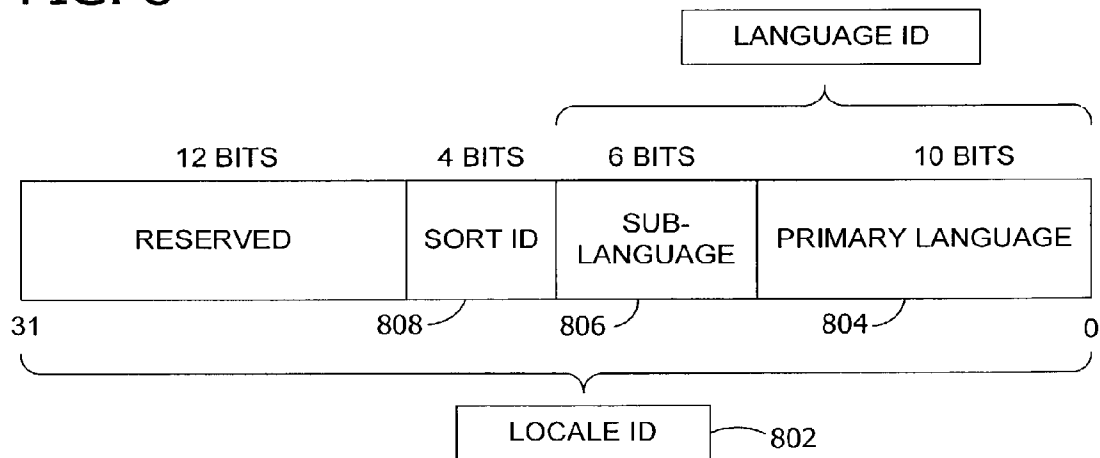 LANGUAGE ID
12 BITS 4 BITS 6 BITS 10 BITS
RESERVED SORT ID SUB-
LANGUAGE PRIMARY LANGUAGE
31 808 806 804 0
LOCALE ID 802